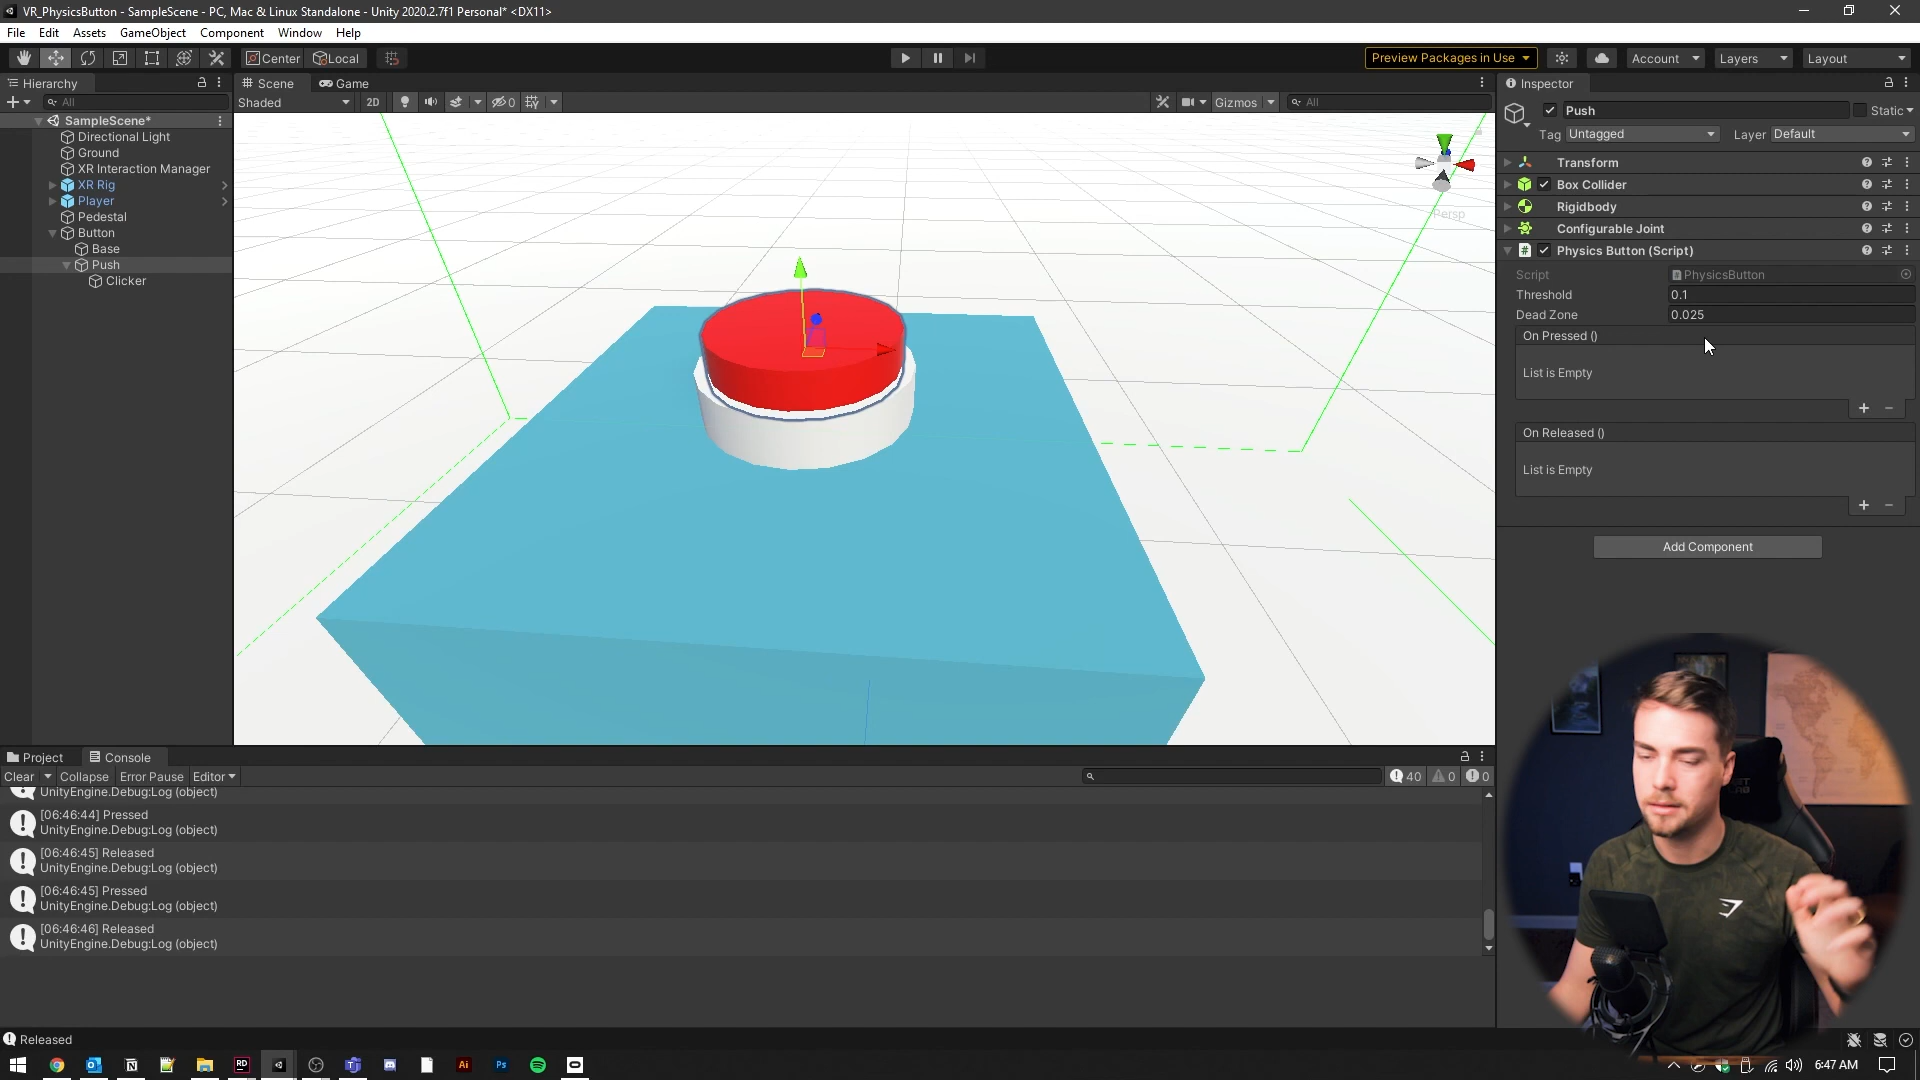 VR_PhysicsButton - SampleScene - PC, Mac & Linux Standalone - Unity 2020.2.7f1 Personal* <DX11>
File Edit Assets GameObject Component Window Help
Center Local
Preview Packages in Use
Account
Layers
Layout
Hierarchy
All
SampleScene*
Directional Light
Ground
XR Interaction Manager
XR Rig
Player
Pedestal
Button
Base
Push
Clicker
Scene
Game
Shaded
2D
0
Gizmos
All
Persp
Inspector
Push
Static
Tag Untagged
Layer Default
Transform
Box Collider
Rigidbody
Configurable Joint
Physics Button (Script)
Script PhysicsButton
Threshold 0.1
Dead Zone 0.025
On Pressed ()
List is Empty
On Released ()
List is Empty
Add Component
Project
Console
Clear Collapse Error Pause Editor
40 0 0
UnityEngine.Debug:Log (object)
[06:46:44] Pressed
UnityEngine.Debug:Log (object)
[06:46:45] Released
UnityEngine.Debug:Log (object)
[06:46:45] Pressed
UnityEngine.Debug:Log (object)
[06:46:46] Released
UnityEngine.Debug:Log (object)
Released
RD
Ai
Ps
6:47 AM